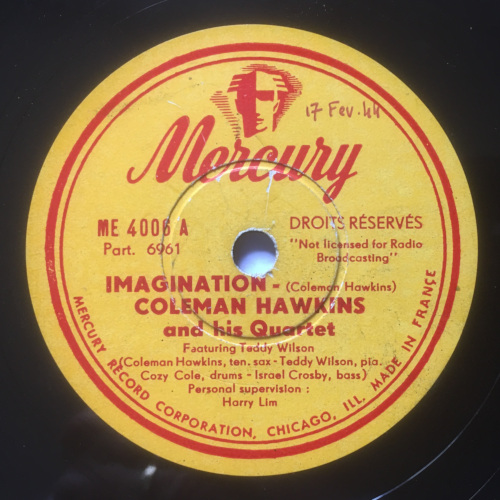 17 Fev. 44
Mercury
ME 4006 A
Part. 6961
DROITS RÉSERVÉS
"Not licensed for Radio
Broadcasting"
IMAGINATION - (Coleman Hawkins)
COLEMAN HAWKINS
and his Quartet
Featuring Teddy Wilson
(Coleman Hawkins, ten. sax - Teddy Wilson, pia.
Cozy Cole, drums - Israel Crosby, bass)
Personal supervision :
Harry Lim
MERCURY RECORD CORPORATION, CHICAGO, ILL. MADE IN FRANCE